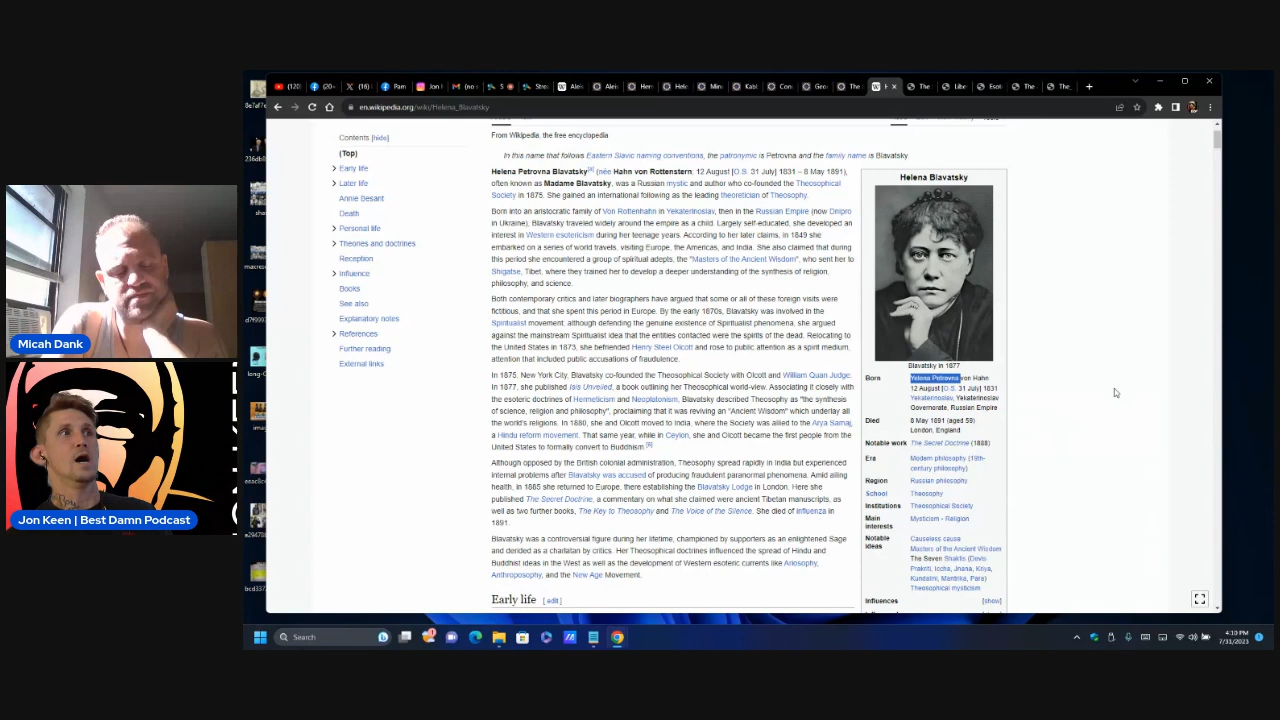 en.wikipedia.org/wiki/Helena_Blavatsky
From Wikipedia, the free encyclopedia
In this name that follows Eastern Slavic naming conventions, the patronymic is Petrovna and the family name is Blavatsky.
Contents [hide]
(Top)
Early life
Later life
Annie Besant
Death
Personal life
Theories and doctrines
Reception
Influence
Books
See also
Explanatory notes
References
Further reading
External links
Helena Petrovna Blavatsky[a] (née Hahn von Rottenstern; 12 August [O.S. 31 July] 1831 – 8 May 1891),
often known as Madame Blavatsky, was a Russian mystic and author who co-founded the Theosophical
Society in 1875. She gained an international following as the leading theoretician of Theosophy.
Born into an aristocratic family of Von Rottenhahn in Yekaterinoslav, then in the Russian Empire (now Dnipro
in Ukraine), Blavatsky traveled widely around the empire as a child. Largely self-educated, she developed an
interest in Western esotericism during her teenage years. According to her later claims, in 1849 she
embarked on a series of world travels, visiting Europe, the Americas, and India. She also claimed that during
this period she encountered a group of spiritual adepts, the "Masters of the Ancient Wisdom", who sent her to
Shigatse, Tibet, where they trained her to develop a deeper understanding of the synthesis of religion,
philosophy, and science.
Both contemporary critics and later biographers have argued that some or all of these foreign visits were
fictitious, and that she spent this period in Europe. By the early 1870s, Blavatsky was involved in the
Spiritualist movement; although defending the genuine existence of Spiritualist phenomena, she argued
against the mainstream Spiritualist idea that the entities contacted were the spirits of the dead. Relocating to
the United States in 1873, she befriended Henry Steel Olcott and rose to public attention as a spirit medium,
attention that included public accusations of fraudulence.
In 1875, New York City, Blavatsky co-founded the Theosophical Society with Olcott and William Quan Judge.
In 1877, she published Isis Unveiled, a book outlining her Theosophical world-view. Associating it closely with
the esoteric doctrines of Hermeticism and Neoplatonism, Blavatsky described Theosophy as "the synthesis
of science, religion and philosophy", proclaiming that it was reviving an "Ancient Wisdom" which underlay all
the world's religions. In 1880, she and Olcott moved to India, where the Society was allied to the Arya Samaj,
a Hindu reform movement. That same year, while in Ceylon, she and Olcott became the first people from the
United States to formally convert to Buddhism.[6]
Although opposed by the British colonial administration, Theosophy spread rapidly in India but experienced
internal problems after Blavatsky was accused of producing fraudulent paranormal phenomena. Amid ailing
health, in 1885 she returned to Europe, there establishing the Blavatsky Lodge in London. Here she
published The Secret Doctrine, a commentary on what she claimed were ancient Tibetan manuscripts, as
well as two further books, The Key to Theosophy and The Voice of the Silence. She died of influenza in
1891.
Blavatsky was a controversial figure during her lifetime, championed by supporters as an enlightened Sage
and derided as a charlatan by critics. Her Theosophical doctrines influenced the spread of Hindu and
Buddhist ideas in the West as well as the development of Western esoteric currents like Ariosophy,
Anthroposophy, and the New Age Movement.
Early life [ edit ]
Helena Blavatsky
Blavatsky in 1877
Born Yelena Petrovna von Hahn
12 August [O.S. 31 July] 1831
Yekaterinoslav, Yekaterinoslav
Governorate, Russian Empire
Died 8 May 1891 (aged 59)
London, England
Notable work The Secret Doctrine (1888)
Era Modern philosophy (19th-
century philosophy)
Region Russian philosophy
School Theosophy
Institutions Theosophical Society
Main interests Mysticism · Religion
Notable ideas Causeless cause
Masters of the Ancient Wisdom
The Seven Shaktis (Devis
Prakriti, Iccha, Jnana, Kriya,
Kundalini, Mantrika, Para)
Theosophical mysticism
Influences [show]
Micah Dank
Jon Keen | Best Damn Podcast
Search
4:10 PM
7/31/2023